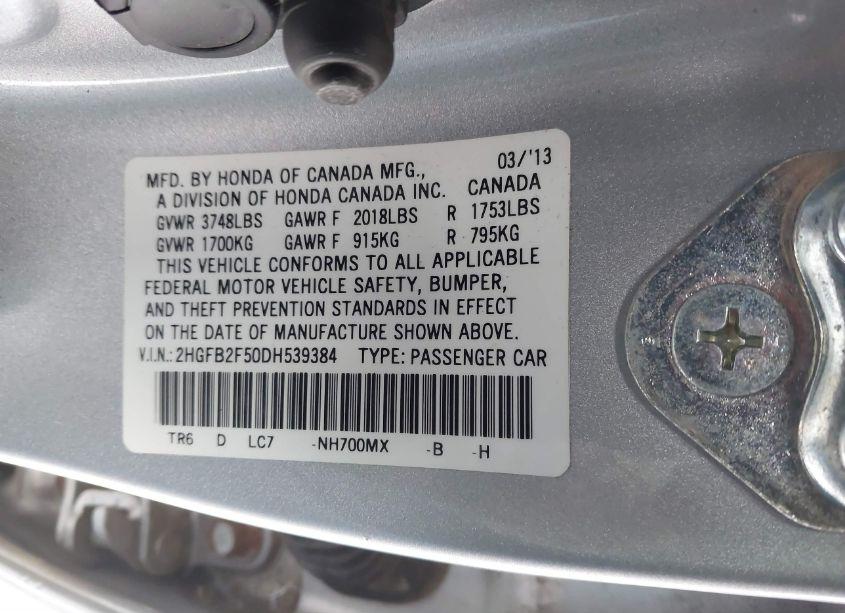 03/'13
MFD. BY HONDA OF CANADA MFG.,
A DIVISION OF HONDA CANADA INC. CANADA
GVWR 3748LBS GAWR F 2018LBS R 1753LBS
GVWR 1700KG GAWR F 915KG R 795KG
THIS VEHICLE CONFORMS TO ALL APPLICABLE
FEDERAL MOTOR VEHICLE SAFETY, BUMPER,
AND THEFT PREVENTION STANDARDS IN EFFECT
ON THE DATE OF MANUFACTURE SHOWN ABOVE.
V.I.N.: 2HGFB2F50DH539384 TYPE: PASSENGER CAR
TR6 D LC7 -NH700MX -B -H